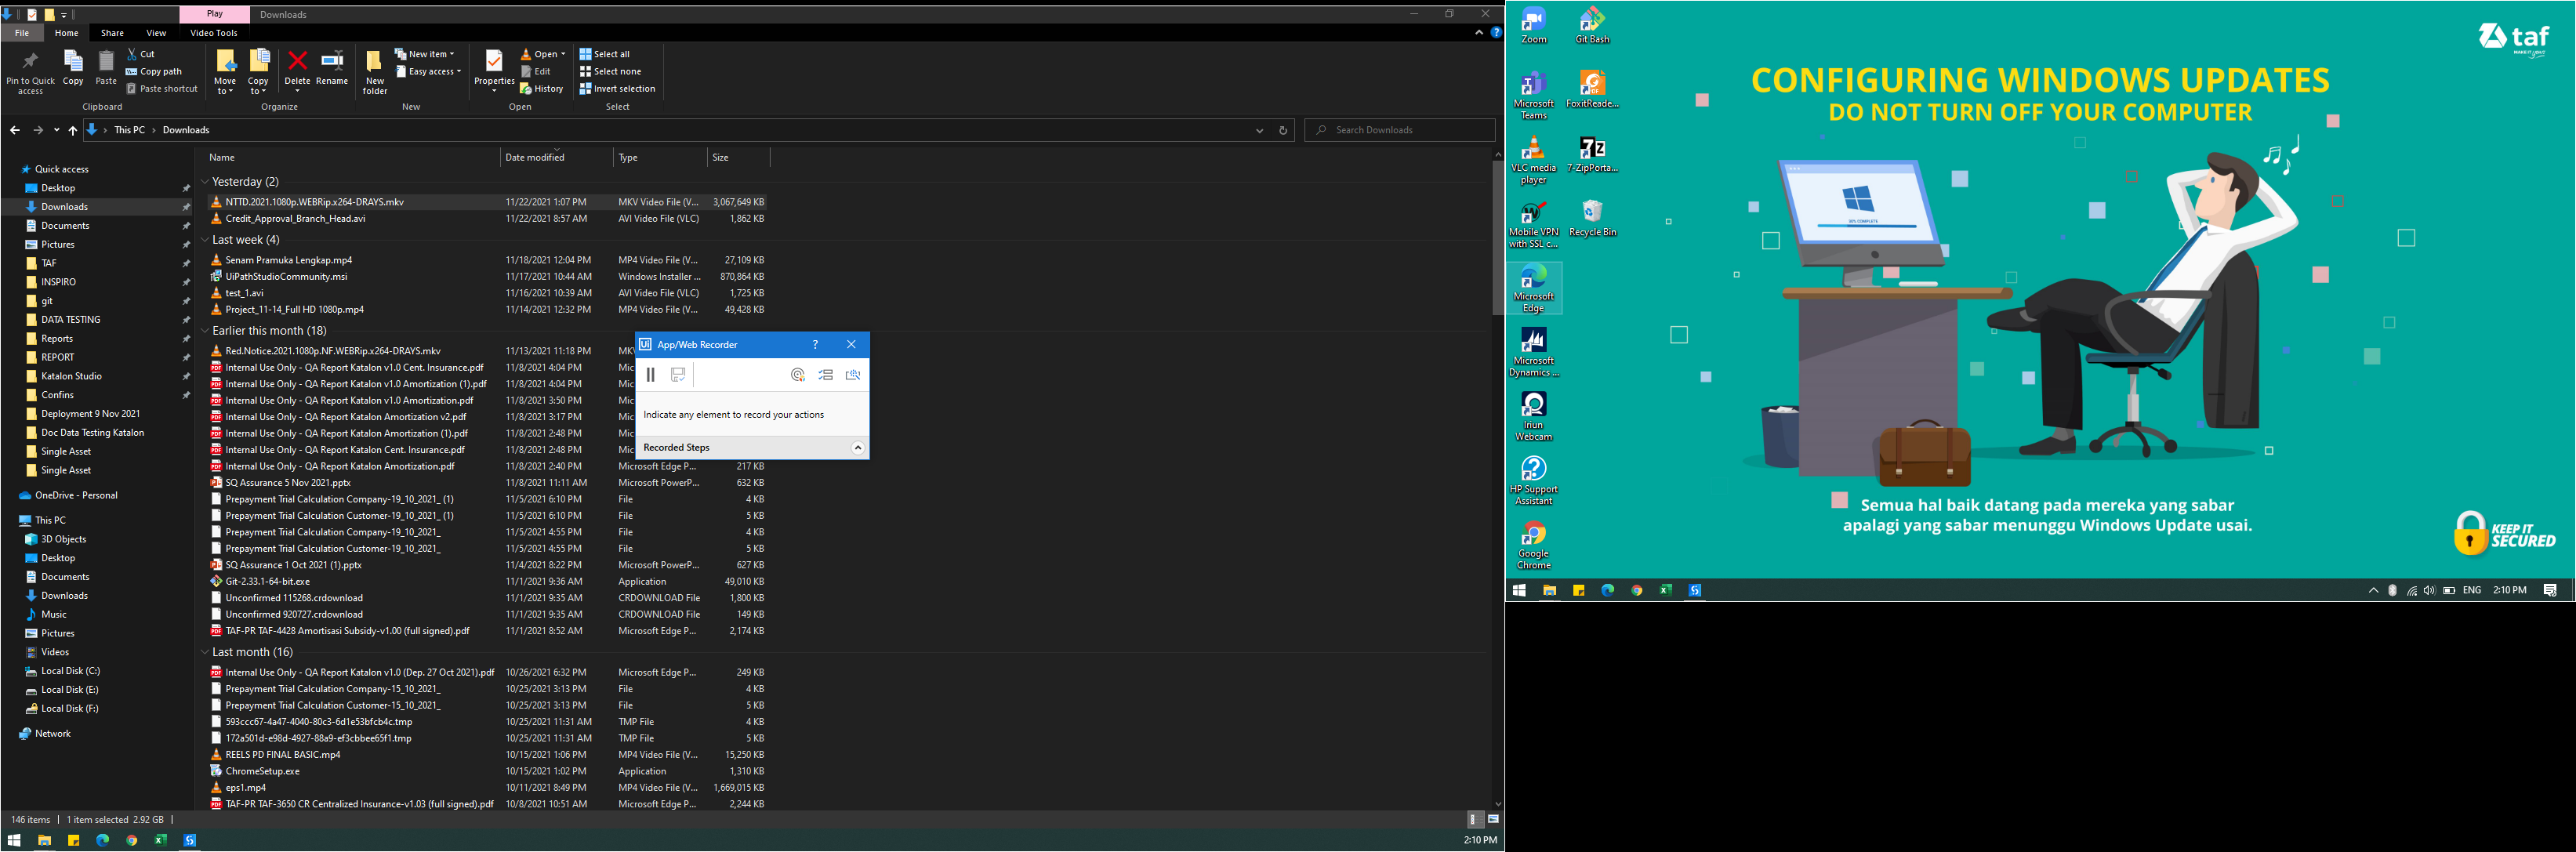 Play
Downloads
File
Home
Share
View
Video Tools
Pin to Quick access
Copy
Paste
Cut
Copy path
Paste shortcut
Move to
Copy to
Delete
Rename
New folder
New item
Easy access
Properties
Open
Edit
History
Select all
Select none
Invert selection
Clipboard
Organize
New
Open
Select
This PC > Downloads
Search Downloads
Quick access
Desktop
Downloads
Documents
Pictures
TAF
INSPIRO
git
DATA TESTING
Reports
REPORT
Katalon Studio
Confins
Deployment 9 Nov 2021
Doc Data Testing Katalon
Single Asset
Single Asset
OneDrive - Personal
This PC
3D Objects
Desktop
Documents
Downloads
Music
Pictures
Videos
Local Disk (C:)
Local Disk (E:)
Local Disk (F:)
Network
Name Date modified Type Size
Yesterday (2)
NTTD.2021.1080p.WEBRip.x264-DRAYS.mkv 11/22/2021 1:07 PM MKV Video File (V... 3,067,649 KB
Credit_Approval_Branch_Head.avi 11/22/2021 8:57 AM AVI Video File (VLC) 1,862 KB
Last week (4)
Senam Pramuka Lengkap.mp4 11/18/2021 12:04 PM MP4 Video File (V... 27,109 KB
UiPathStudioCommunity.msi 11/17/2021 10:44 AM Windows Installer ... 870,864 KB
test_1.avi 11/16/2021 10:39 AM AVI Video File (VLC) 1,725 KB
Project_11-14_Full HD 1080p.mp4 11/14/2021 12:32 PM MP4 Video File (V... 49,428 KB
Earlier this month (18)
Red.Notice.2021.1080p.NF.WEBRip.x264-DRAYS.mkv 11/13/2021 11:18 PM MK
Internal Use Only - QA Report Katalon v1.0 Cent. Insurance.pdf 11/8/2021 4:04 PM Mic
Internal Use Only - QA Report Katalon v1.0 Amortization (1).pdf 11/8/2021 4:04 PM Mic
Internal Use Only - QA Report Katalon v1.0 Amortization.pdf 11/8/2021 3:50 PM Mic
Internal Use Only - QA Report Katalon Amortization v2.pdf 11/8/2021 3:17 PM Mic
Internal Use Only - QA Report Katalon Amortization (1).pdf 11/8/2021 2:48 PM Mic
Internal Use Only - QA Report Katalon Cent. Insurance.pdf 11/8/2021 2:48 PM Mic
Internal Use Only - QA Report Katalon Amortization.pdf 11/8/2021 2:40 PM Microsoft Edge P... 217 KB
SQ Assurance 5 Nov 2021.pptx 11/8/2021 11:11 AM Microsoft PowerP... 632 KB
Prepayment Trial Calculation Company-19_10_2021_ (1) 11/5/2021 6:10 PM File 4 KB
Prepayment Trial Calculation Customer-19_10_2021_ (1) 11/5/2021 6:10 PM File 5 KB
Prepayment Trial Calculation Company-19_10_2021_ 11/5/2021 4:55 PM File 4 KB
Prepayment Trial Calculation Customer-19_10_2021_ 11/5/2021 4:55 PM File 5 KB
SQ Assurance 1 Oct 2021 (1).pptx 11/4/2021 8:22 PM Microsoft PowerP... 627 KB
Git-2.33.1-64-bit.exe 11/1/2021 9:36 AM Application 49,010 KB
Unconfirmed 115268.crdownload 11/1/2021 9:35 AM CRDOWNLOAD File 1,800 KB
Unconfirmed 920727.crdownload 11/1/2021 9:35 AM CRDOWNLOAD File 149 KB
TAF-PR TAF-4428 Amortisasi Subsidy-v1.00 (full signed).pdf 11/1/2021 8:52 AM Microsoft Edge P... 2,174 KB
Last month (16)
Internal Use Only - QA Report Katalon v1.0 (Dep. 27 Oct 2021).pdf 10/26/2021 6:32 PM Microsoft Edge P... 249 KB
Prepayment Trial Calculation Company-15_10_2021_ 10/25/2021 3:13 PM File 4 KB
Prepayment Trial Calculation Customer-15_10_2021_ 10/25/2021 3:13 PM File 5 KB
593ccc67-4a47-4040-80c3-6d1e53bfcb4c.tmp 10/25/2021 11:31 AM TMP File 4 KB
172a501d-e98d-4927-88a9-ef3cbbee65f1.tmp 10/25/2021 11:31 AM TMP File 5 KB
REELS PD FINAL BASIC.mp4 10/15/2021 1:06 PM MP4 Video File (V... 15,250 KB
ChromeSetup.exe 10/15/2021 1:02 PM Application 1,310 KB
eps1.mp4 10/11/2021 8:49 PM MP4 Video File (V... 1,669,015 KB
TAF-PR TAF-3650 CR Centralized Insurance-v1.03 (full signed).pdf 10/8/2021 10:51 AM Microsoft Edge P... 2,244 KB
146 items 1 item selected 2.92 GB
2:10 PM
Ui App/Web Recorder ?
Indicate any element to record your actions
Recorded Steps
Zoom
Git Bash
Microsoft Teams
FoxitReade...
VLC media player
7-ZipPorta...
Mobile VPN with SSL c...
Recycle Bin
Microsoft Edge
Microsoft Dynamics ...
Iriun Webcam
HP Support Assistant
Google Chrome
taf
CONFIGURING WINDOWS UPDATES
DO NOT TURN OFF YOUR COMPUTER
Semua hal baik datang pada mereka yang sabar
apalagi yang sabar menunggu Windows Update usai.
KEEP IT
SECURED
ENG 2:10 PM